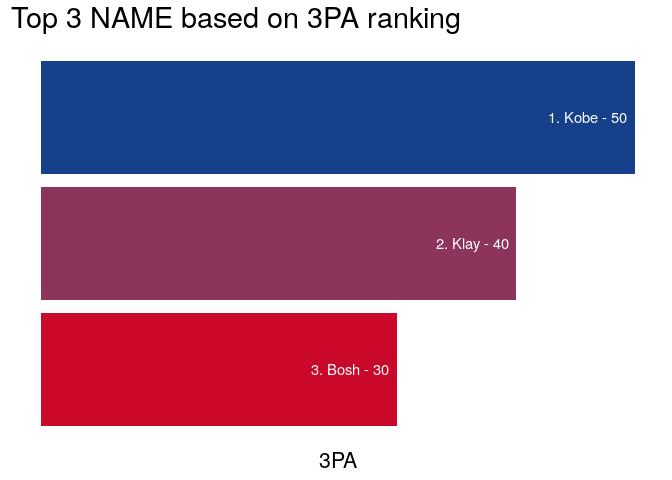 Top 3 NAME based on 3PA ranking
1. Kobe - 50
2. Klay - 40
3. Bosh - 30
3PA